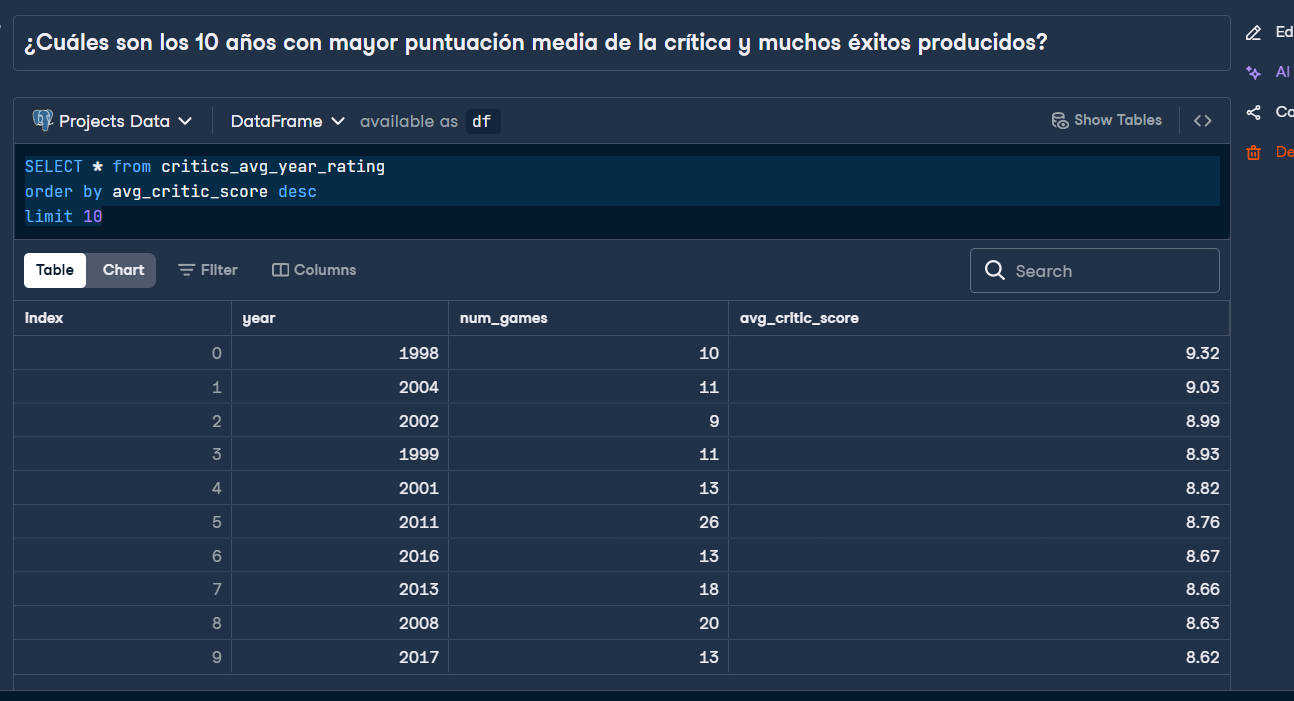 ¿Cuáles son los 10 años con mayor puntuación media de la crítica y muchos éxitos producidos?
Projects Data DataFrame available as df Show Tables <>
SELECT * from critics_avg_year_rating
order by avg_critic_score desc
limit 10
Table Chart Filter Columns Search
Index year num_games avg_critic_score
0 1998 10 9.32
1 2004 11 9.03
2 2002 9 8.99
3 1999 11 8.93
4 2001 13 8.82
5 2011 26 8.76
6 2016 13 8.67
7 2013 18 8.66
8 2008 20 8.63
9 2017 13 8.62
Ed
AI
Co
De